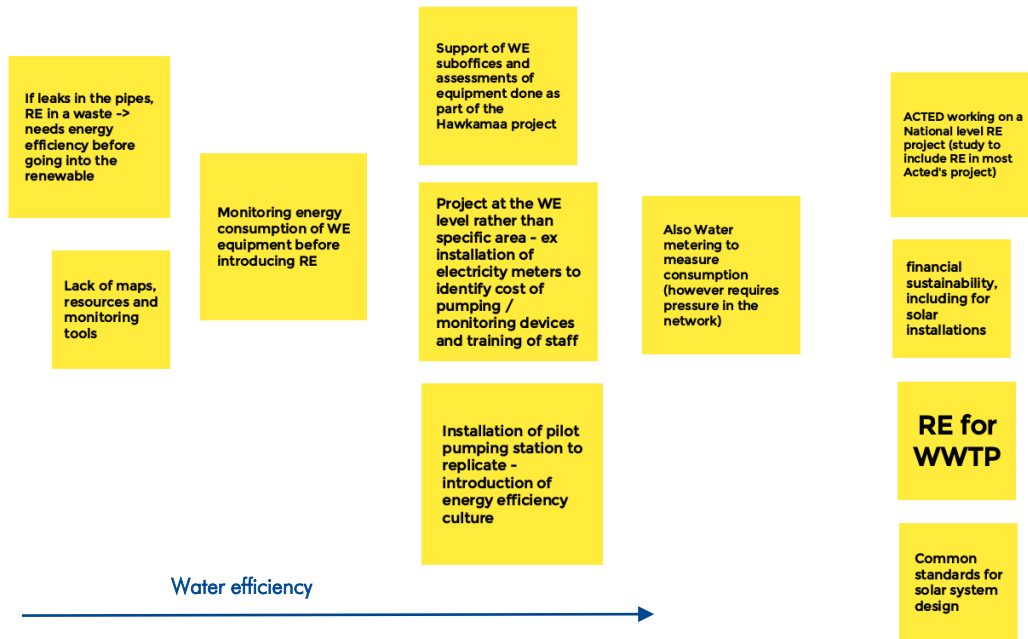 If leaks in the pipes,
RE in a waste ->
needs energy
efficiency before
going into the
renewable
Lack of maps,
resources and
monitoring
tools
Monitoring energy
consumption of WE
equipment before
introducing RE
Support of WE
suboffices and
assessments of
equipment done as
part of the
Hawkamaa project
Project at the WE
level rather than
specific area - ex
installation of
electricity meters to
identify cost of
pumping /
monitoring devices
and training of staff
Installation of pilot
pumping station to
replicate -
introduction of
energy efficiency
culture
Also Water
metering to
measure
consumption
(however requires
pressure in the
network)
ACTED working on a
National level RE
project (study to
include RE in most
Acted's project)
financial
sustainability,
including for
solar
installations
RE for
WWTP
Common
standards for
solar system
design
Water efficiency